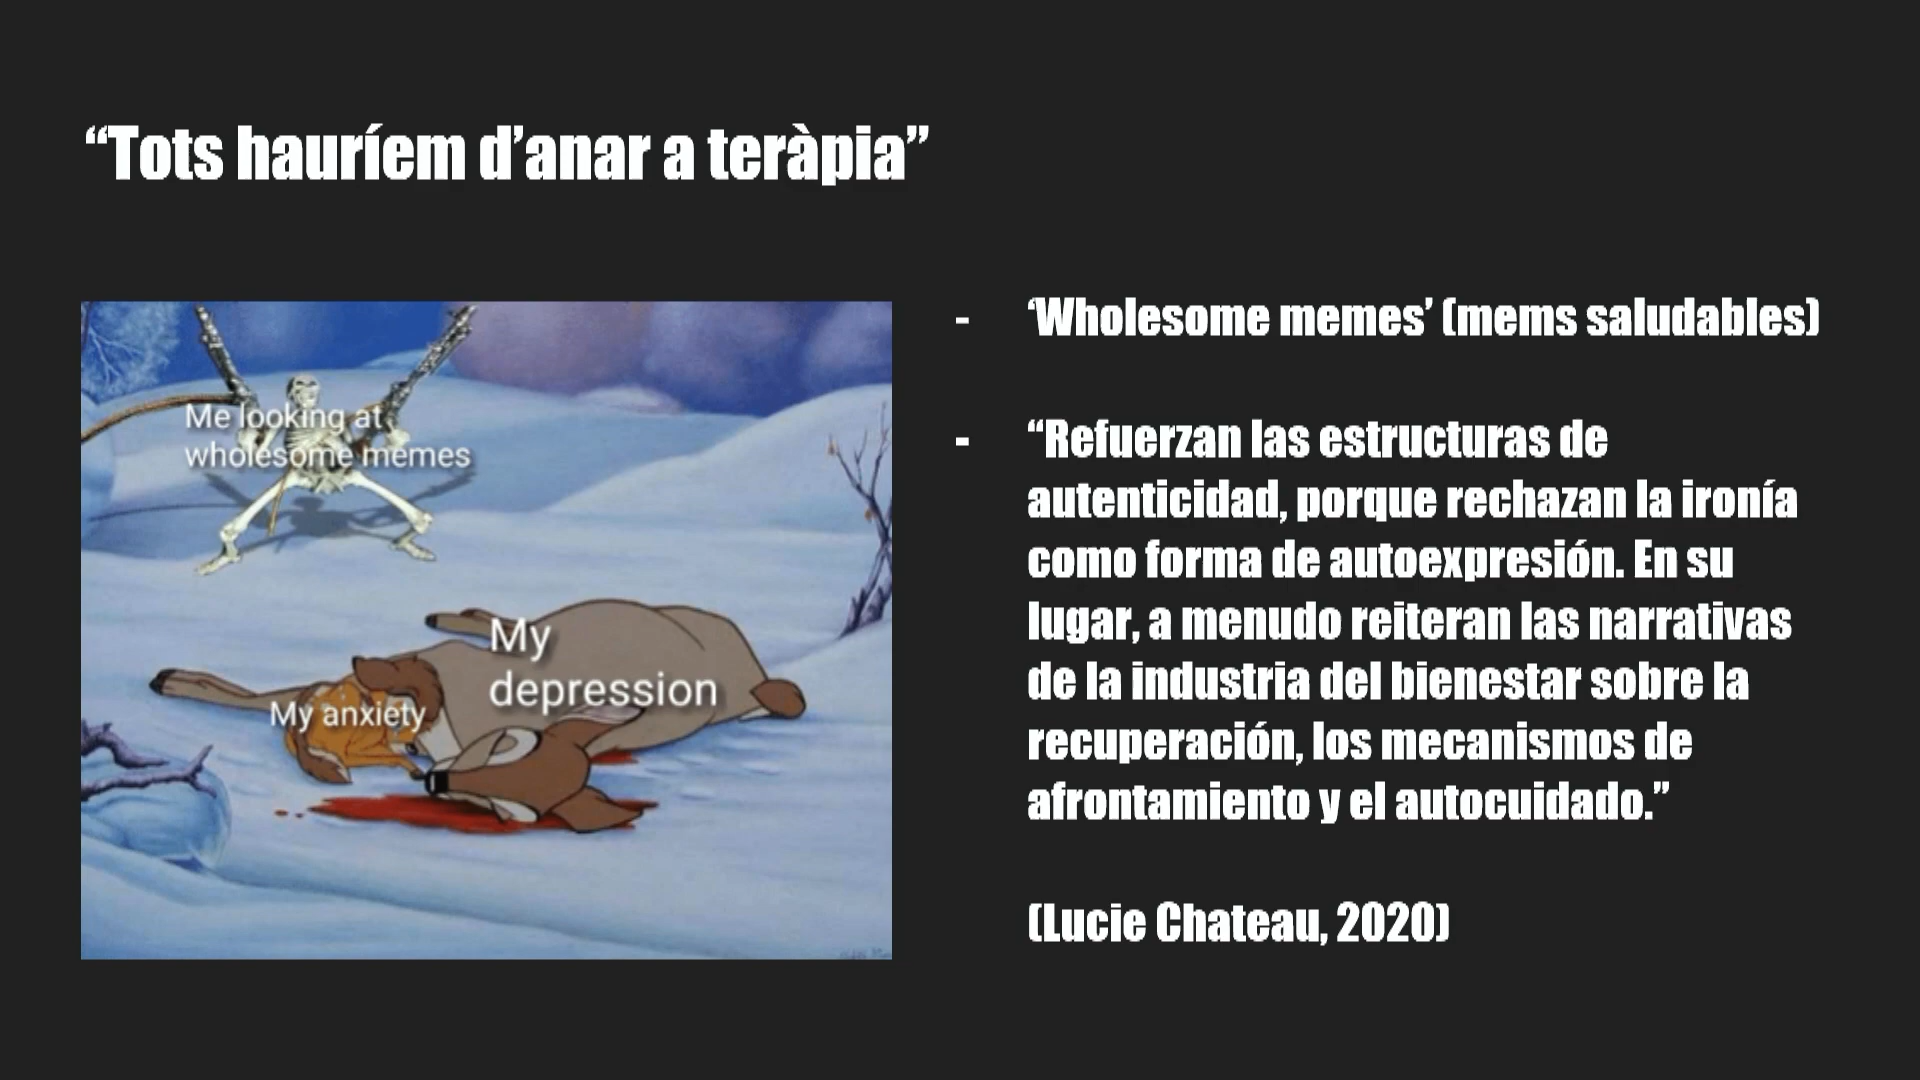 “Tots hauríem d’anar a teràpia”
Me looking at
wholesome memes
My
depression
My anxiety
- ‘Wholesome memes’ (mems saludables)
- “Refuerzan las estructuras de
autenticidad, porque rechazan la ironía
como forma de autoexpresión. En su
lugar, a menudo reiteran las narrativas
de la industria del bienestar sobre la
recuperación, los mecanismos de
afrontamiento y el autocuidado.”
(Lucie Chateau, 2020)